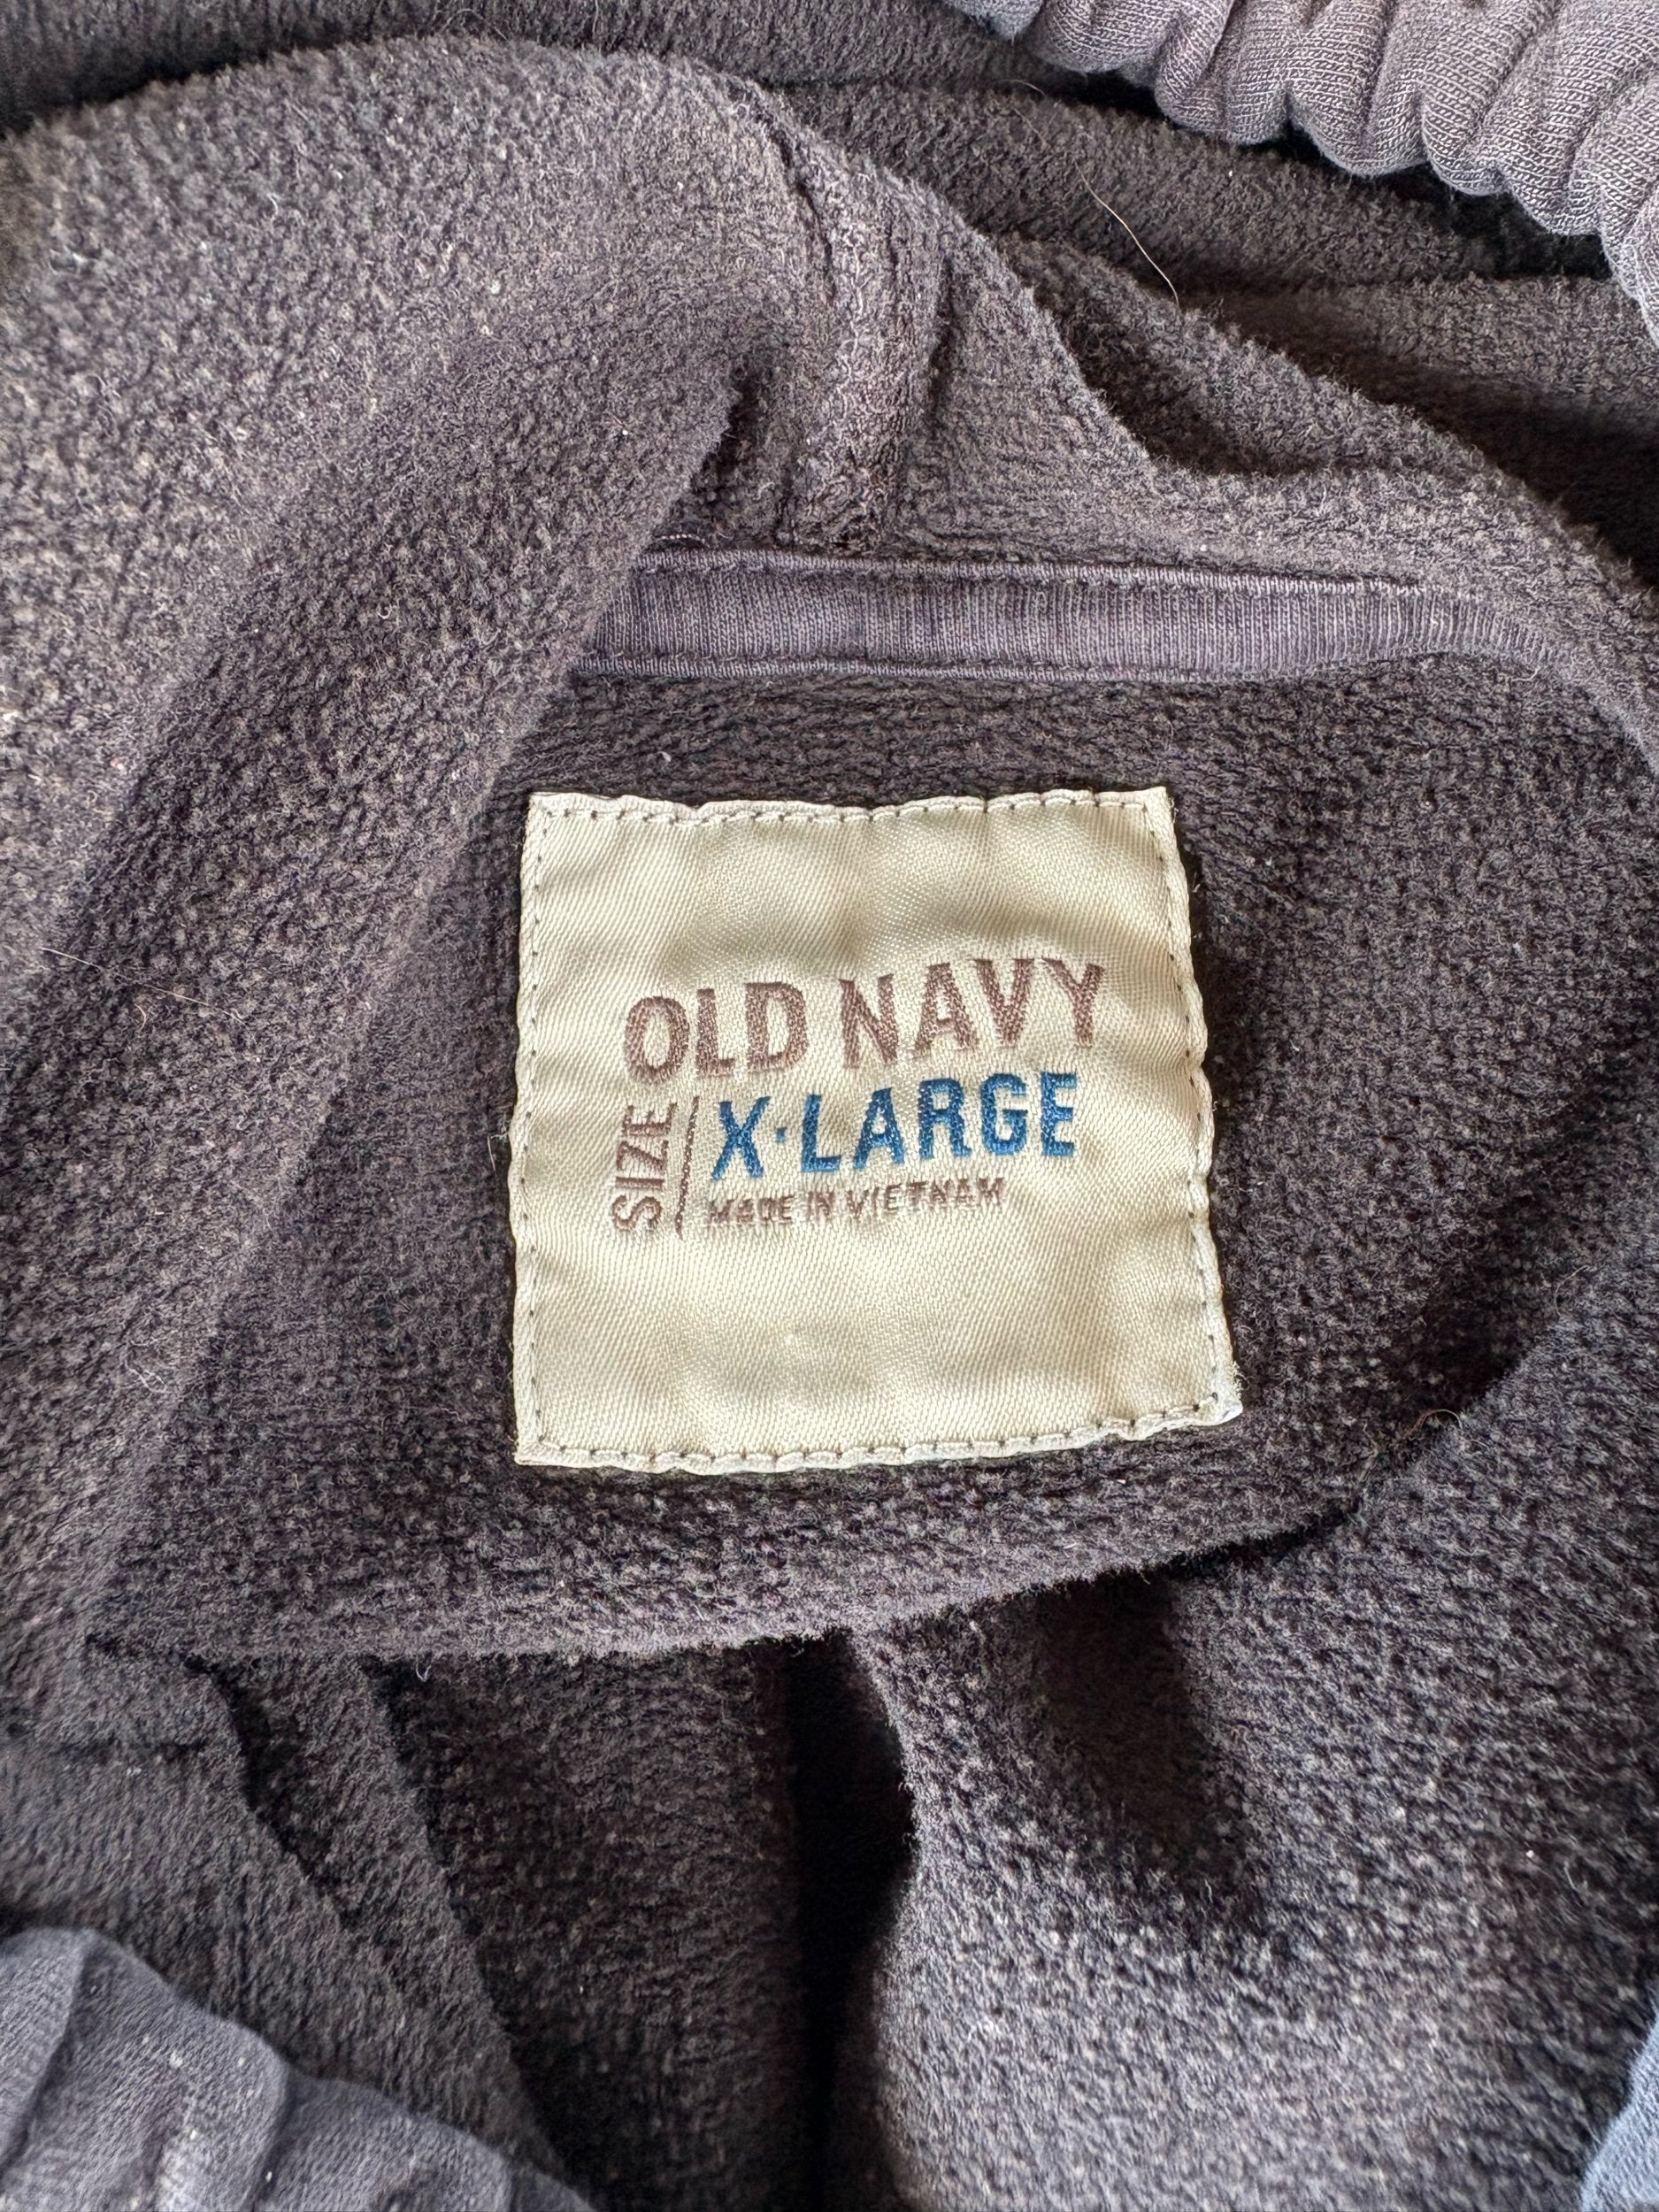 OLD NAVY
SIZE X·LARGE
MADE IN VIETNAM